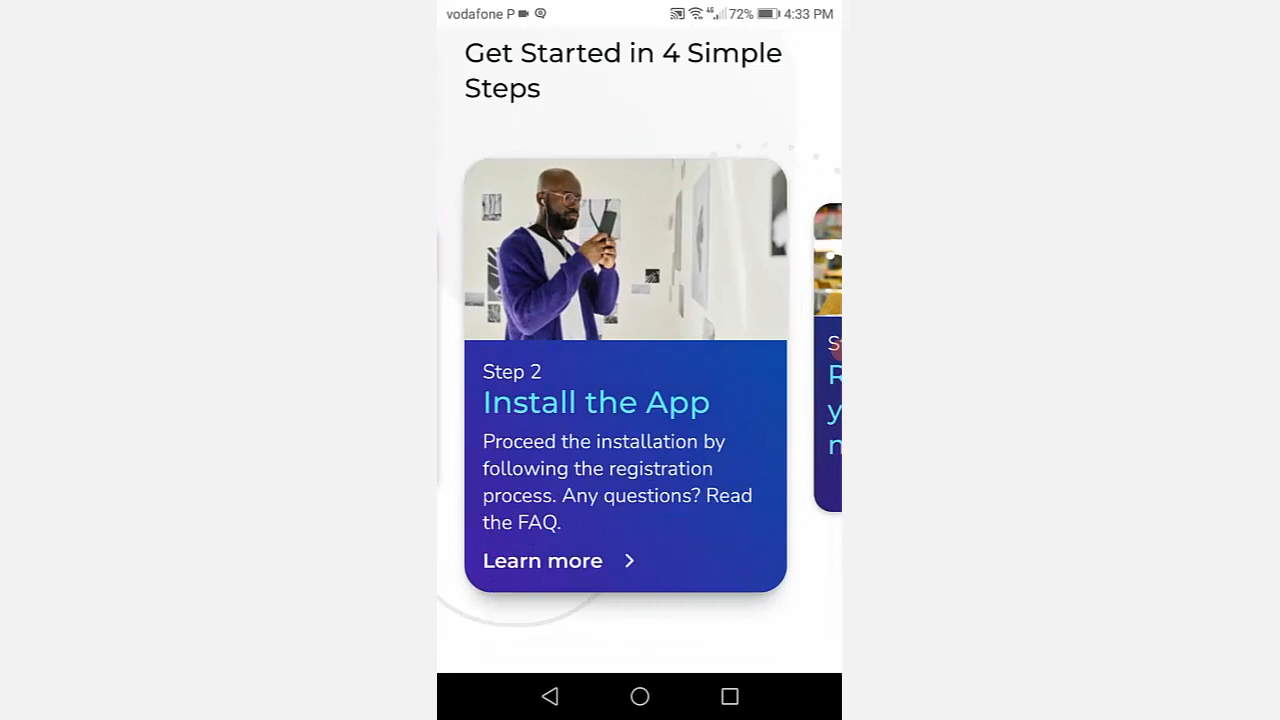 vodafone P 72% 4:33 PM
Get Started in 4 Simple
Steps
Step 2
Install the App
Proceed the installation by
following the registration
process. Any questions? Read
the FAQ.
Learn more